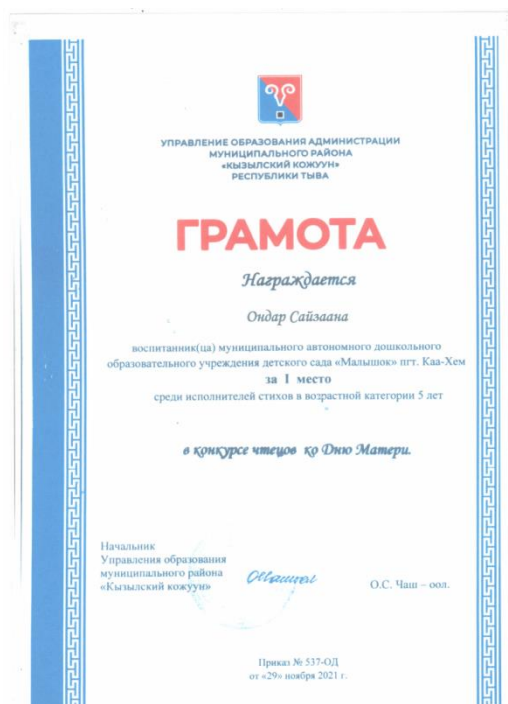 УПРАВЛЕНИЕ ОБРАЗОВАНИЯ АДМИНИСТРАЦИИ
МУНИЦИПАЛЬНОГО РАЙОНА
«КЫЗЫЛСКИЙ КОЖУУН»
РЕСПУБЛИКИ ТЫВА
ГРАМОТА
Награждается
Ондар Сайзаана
воспитанник(ца) муниципального автономного дошкольного
образовательного учреждения детского сада «Малышок» пгт. Каа-Хем
за I место
среди исполнителей стихов в возрастной категории 5 лет
в конкурсе чтецов ко Дню Матери.
Начальник
Управления образования
муниципального района
«Кызылский кожуун»
О.С. Чаш – оол.
Приказ № 537-ОД
от «29» ноября 2021 г.